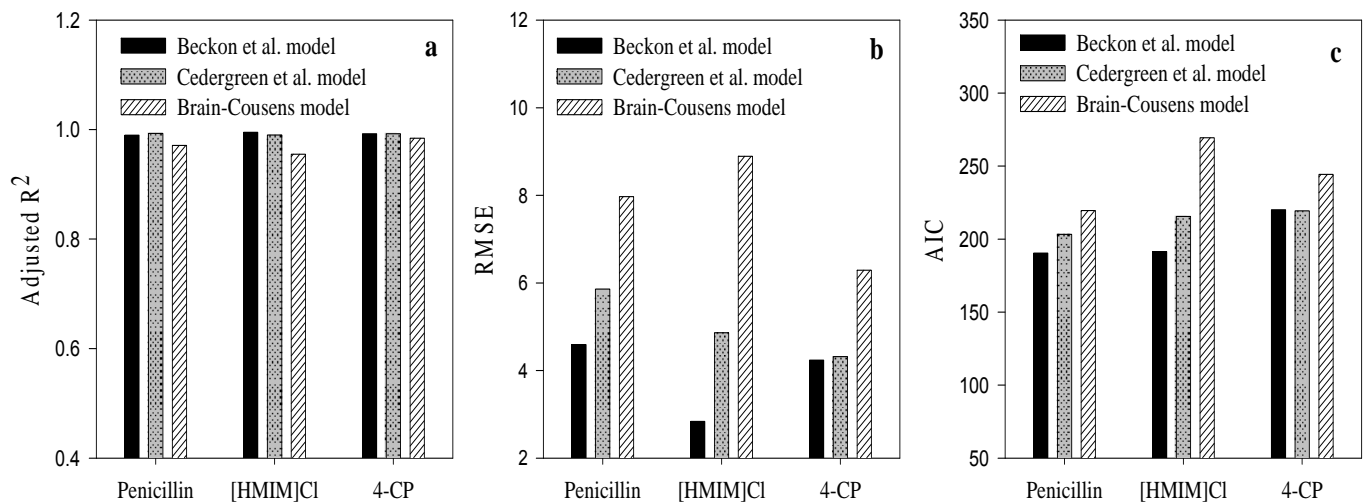 a
Beckon et al. model
Cedergreen et al. model
Brain-Cousens model
Adjusted R2
1.2
1.0
0.8
0.6
0.4
Penicillin [HMIM]Cl 4-CP
b
Beckon et al. model
Cedergreen et al. model
Brain-Cousens model
RMSE
12
10
8
6
4
2
Penicillin [HMIM]Cl 4-CP
c
Beckon et al. model
Cedergreen et al. model
Brain-Cousens model
AIC
350
300
250
200
150
100
50
Penicillin [HMIM]Cl 4-CP